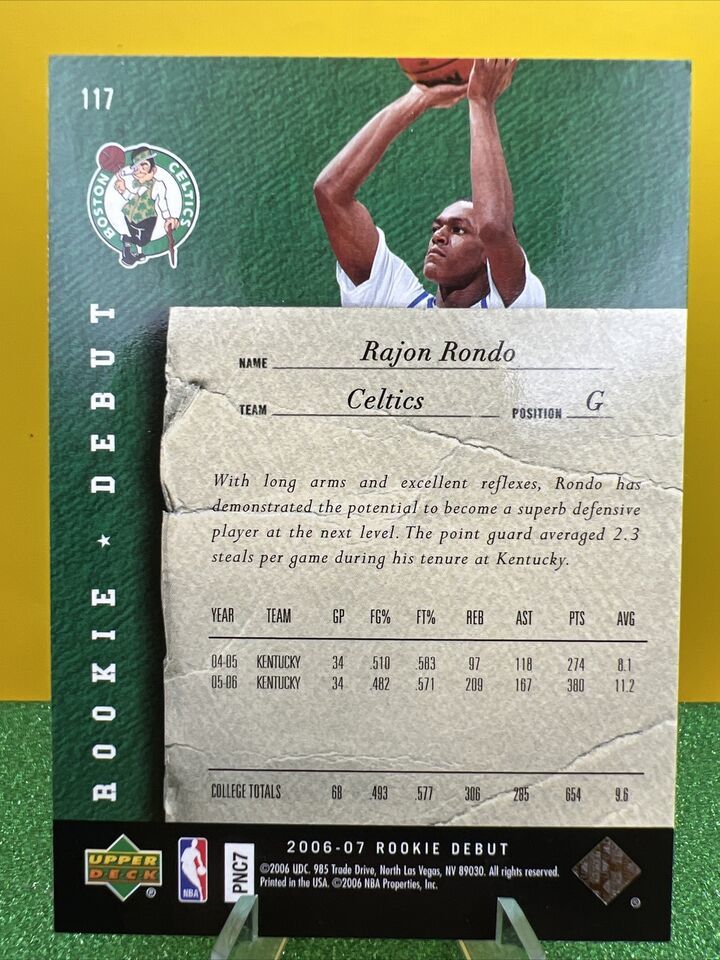 117
BOSTON CELTICS
ROOKIE ★ DEBUT
NAME Rajon Rondo
TEAM Celtics POSITION G
With long arms and excellent reflexes, Rondo has
demonstrated the potential to become a superb defensive
player at the next level. The point guard averaged 2.3
steals per game during his tenure at Kentucky.
YEAR TEAM GP FG% FT% REB AST PTS AVG
04-05 KENTUCKY 34 .510 .583 97 118 274 8.1
05-06 KENTUCKY 34 .482 .571 209 167 380 11.2
COLLEGE TOTALS 68 .493 .577 306 285 654 9.6
UPPER
DECK
®
NBA
PNC7
2006-07 ROOKIE DEBUT
©2006 UDC. 985 Trade Drive, North Las Vegas, NV 89030. All rights reserved.
Printed in the USA. ©2006 NBA Properties, Inc.